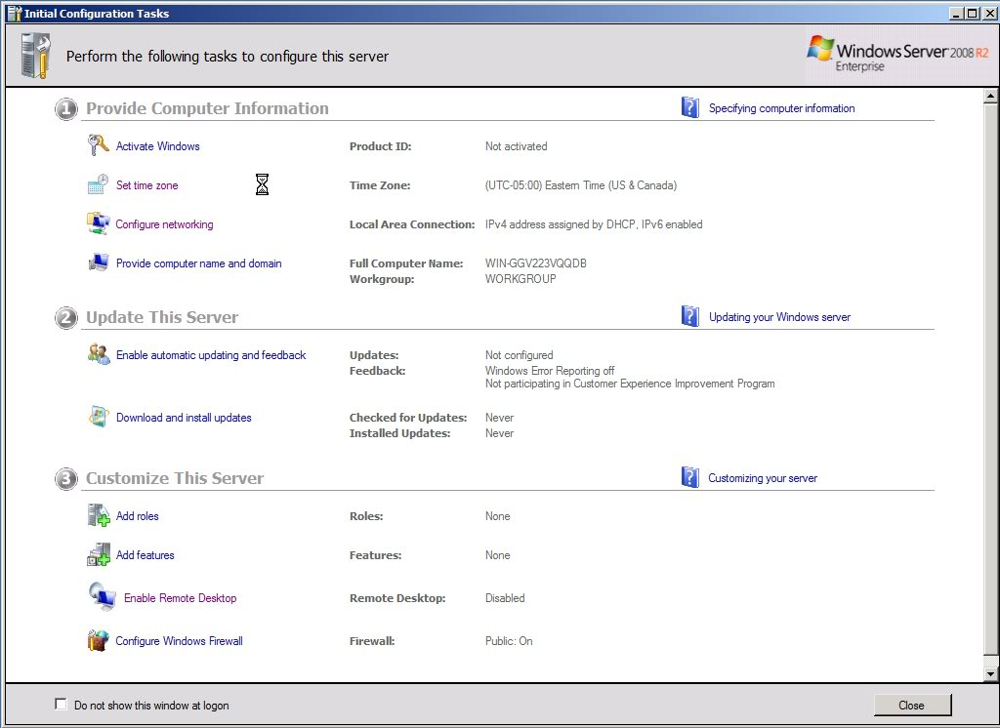 Initial Configuration Tasks
Perform the following tasks to configure this server
Windows Server 2008 R2
Enterprise
1 Provide Computer Information
Specifying computer information
Activate Windows Product ID: Not activated
Set time zone Time Zone: (UTC-05:00) Eastern Time (US & Canada)
Configure networking Local Area Connection: IPv4 address assigned by DHCP, IPv6 enabled
Provide computer name and domain Full Computer Name: WIN-GGV223VQQDB
Workgroup: WORKGROUP
2 Update This Server
Updating your Windows server
Enable automatic updating and feedback Updates: Not configured
Feedback: Windows Error Reporting off
Not participating in Customer Experience Improvement Program
Download and install updates Checked for Updates: Never
Installed Updates: Never
3 Customize This Server
Customizing your server
Add roles Roles: None
Add features Features: None
Enable Remote Desktop Remote Desktop: Disabled
Configure Windows Firewall Firewall: Public: On
Do not show this window at logon
Close